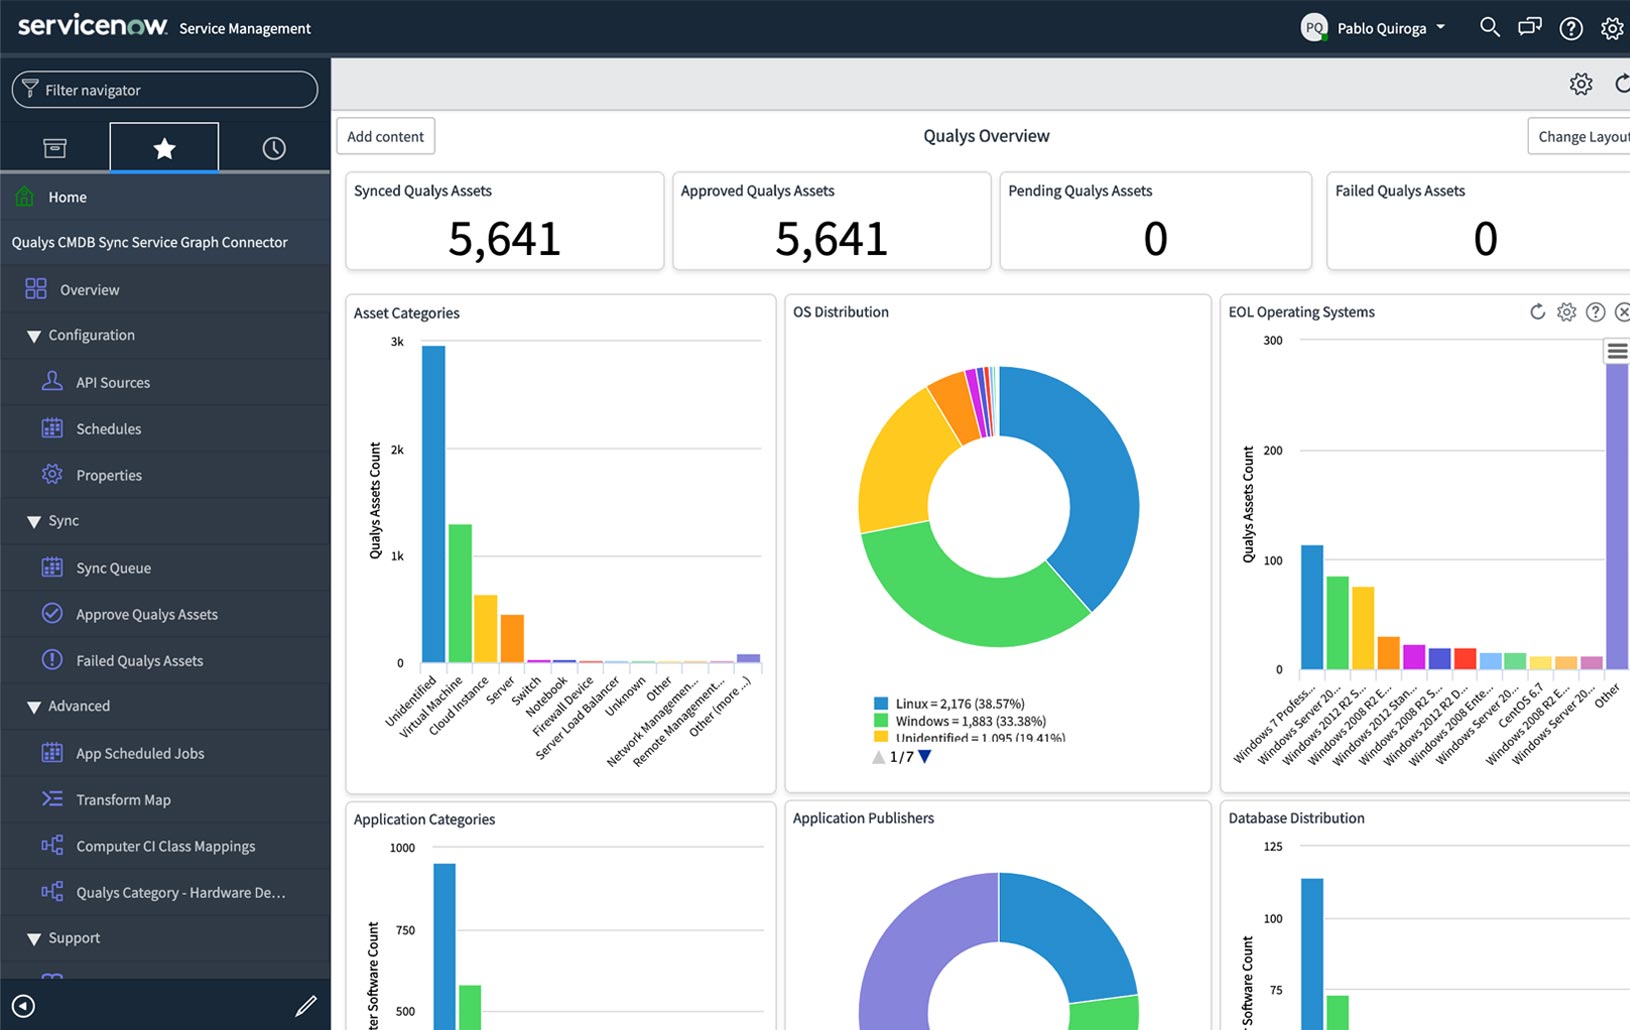 servicenow. Service Management
PQ Pablo Quiroga
Filter navigator
Home
Qualys CMDB Sync Service Graph Connector
Overview
Configuration
API Sources
Schedules
Properties
Sync
Sync Queue
Approve Qualys Assets
Failed Qualys Assets
Advanced
App Scheduled Jobs
Transform Map
Computer CI Class Mappings
Qualys Category - Hardware De...
Support
Add content
Qualys Overview
Change Layout
Synced Qualys Assets
5,641
Approved Qualys Assets
5,641
Pending Qualys Assets
0
Failed Qualys Assets
0
Asset Categories
Qualys Assets Count
3k
2k
1k
0
Unidentified
Virtual Machine
Cloud Instance
Server
Switch
Notebook
Firewall Device
Server Load Balancer
Unknown
Other
Network Managemen...
Remote Management...
Other (more ...)
OS Distribution
Linux = 2,176 (38.57%)
Windows = 1,883 (33.38%)
Unidentified = 1,095 (19.41%)
1/7
EOL Operating Systems
Qualys Assets Count
300
200
100
0
Windows 7 Profess...
Windows Server 20...
Windows 2012 R2 S...
Windows 2008 R2 E...
Windows 2012 Stan...
Windows 2008 R2 S...
Windows 2012 R2 D...
Windows 2008 Ente...
Windows Server 20...
CentOS 6.7
Windows 2008 R2 E...
Windows Server 20...
Other
Application Categories
1000
750
500
ter Software Count
Application Publishers
Database Distribution
125
100
75
Software Count